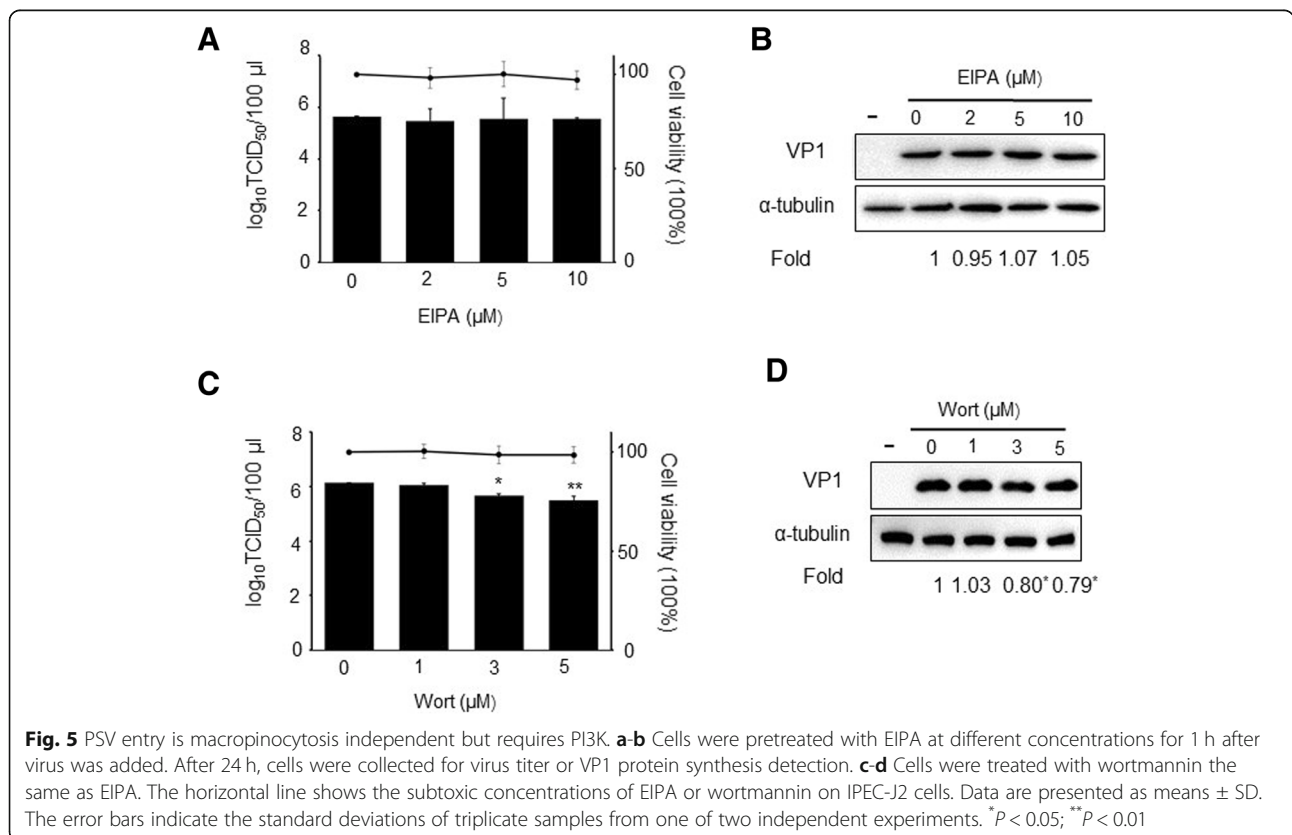 A
8
6
4
2
0
log₁₀TCID₅₀/100 µl
100
50
0
Cell viability (100%)
0 2 5 10
EIPA (µM)
B
EIPA (µM)
– 0 2 5 10
VP1
α-tubulin
Fold 1 0.95 1.07 1.05
C
8
6
4
2
0
log₁₀TCID₅₀/100 µl
* **
100
50
0
Cell viability (100%)
0 1 3 5
Wort (µM)
D
Wort (µM)
– 0 1 3 5
VP1
α-tubulin
Fold 1 1.03 0.80* 0.79*
Fig. 5 PSV entry is macropinocytosis independent but requires PI3K. a-b Cells were pretreated with EIPA at different concentrations for 1 h after
virus was added. After 24 h, cells were collected for virus titer or VP1 protein synthesis detection. c-d Cells were treated with wortmannin the
same as EIPA. The horizontal line shows the subtoxic concentrations of EIPA or wortmannin on IPEC-J2 cells. Data are presented as means ± SD.
The error bars indicate the standard deviations of triplicate samples from one of two independent experiments. *P < 0.05; **P < 0.01